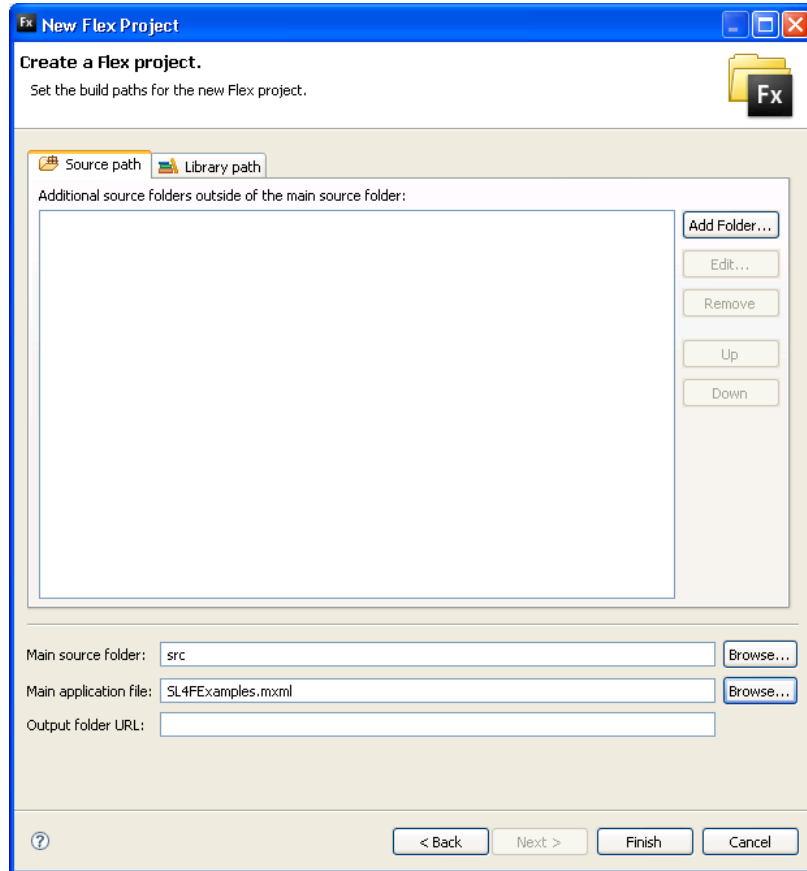 Fx New Flex Project
Create a Flex project.
Set the build paths for the new Flex project.
Fx
Source path
Library path
Additional source folders outside of the main source folder:
Add Folder...
Edit...
Remove
Up
Down
Main source folder: src Browse...
Main application file: SL4FExamples.mxml Browse...
Output folder URL:
? < Back Next > Finish Cancel